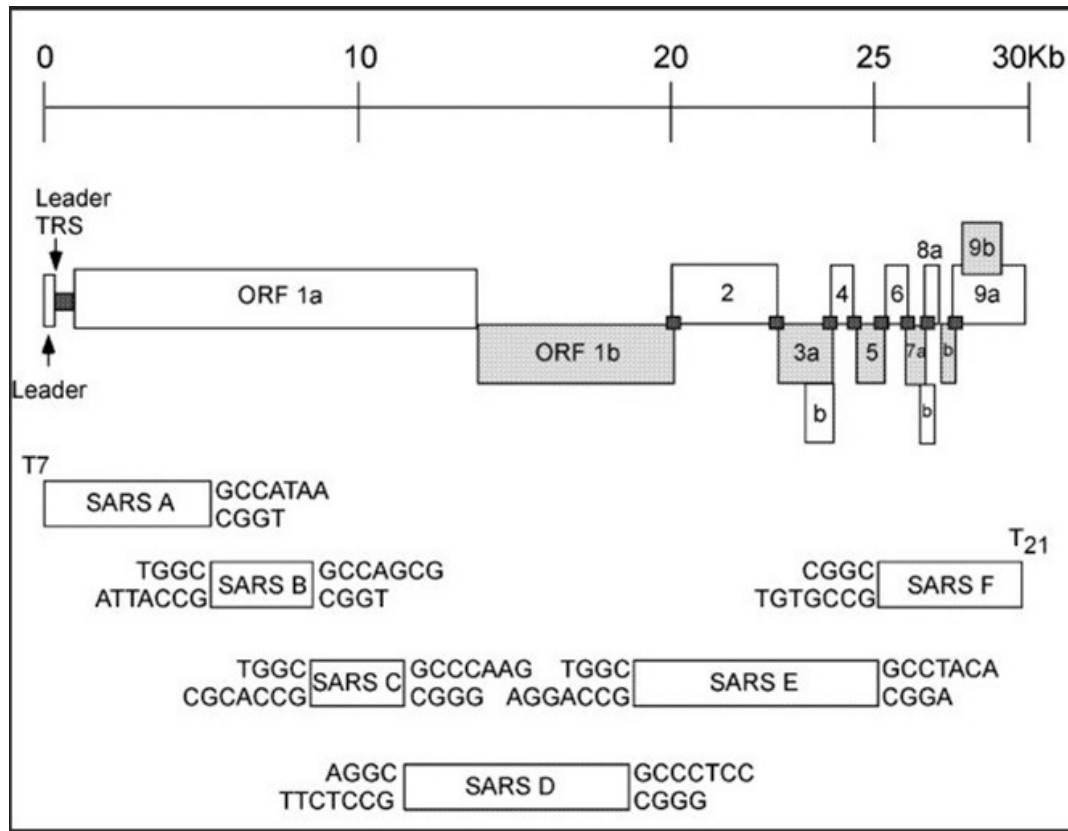 0 10 20 25 30Kb
Leader
TRS
8a
9b
ORF 1a 2 4 6 9a
ORF 1b 3a 5 7a b
Leader
b b
T7
SARS A GCCATAA
CGGT
T21
TGGC SARS B GCCAGCG
ATTACCG CGGT
CGGC SARS F
TGTGCCG
TGGC SARS C GCCCAAG
CGCACCG CGGG
TGGC SARS E GCCTACA
AGGACCG CGGA
AGGC SARS D GCCCTCC
TTCTCCG CGGG